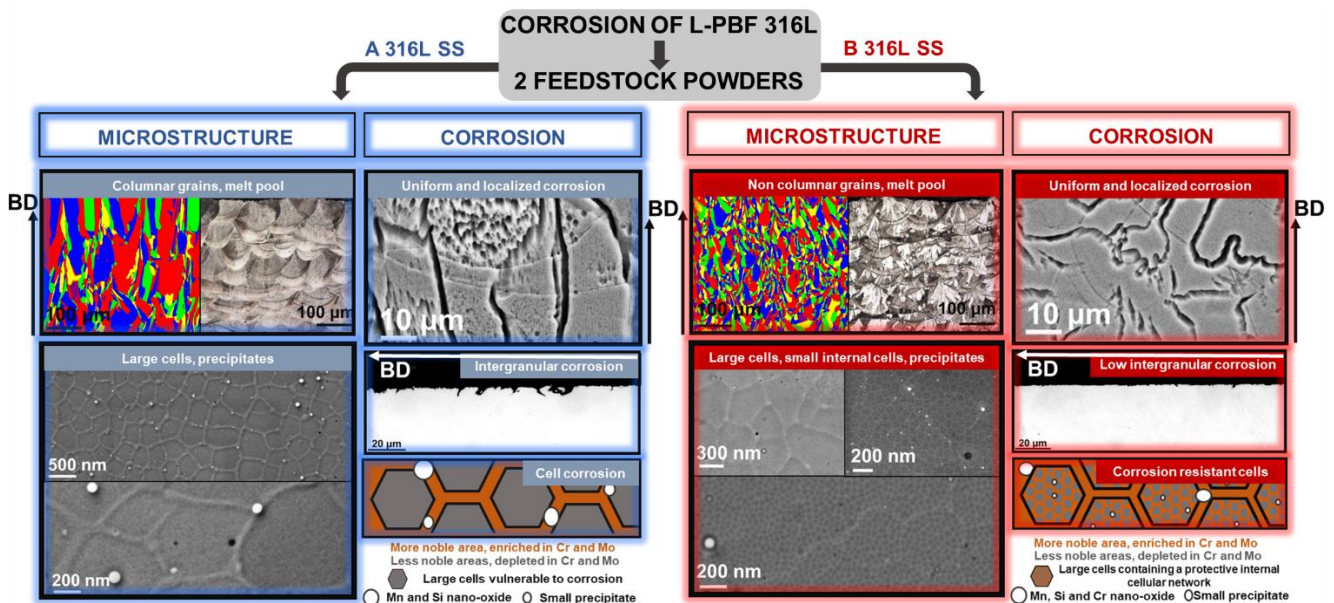 CORROSION OF L-PBF 316L
2 FEEDSTOCK POWDERS
A 316L SS
B 316L SS
MICROSTRUCTURE
CORROSION
Columnar grains, melt pool
BD
100 µm
100 µm
Uniform and localized corrosion
10 µm
Large cells, precipitates
500 nm
200 nm
BD
Intergranular corrosion
20 µm
Cell corrosion
More noble area, enriched in Cr and Mo
Less noble areas, depleted in Cr and Mo
Large cells vulnerable to corrosion
Mn and Si nano-oxide
Small precipitate
MICROSTRUCTURE
CORROSION
BD
Non columnar grains, melt pool
100 µm
100 µm
Uniform and localized corrosion
10 µm
BD
Large cells, small internal cells, precipitates
300 nm
200 nm
200 nm
BD
Low intergranular corrosion
20 µm
Corrosion resistant cells
More noble area, enriched in Cr and Mo
Less noble areas, depleted in Cr and Mo
Large cells containing a protective internal
cellular network
Mn, Si and Cr nano-oxide
Small precipitate